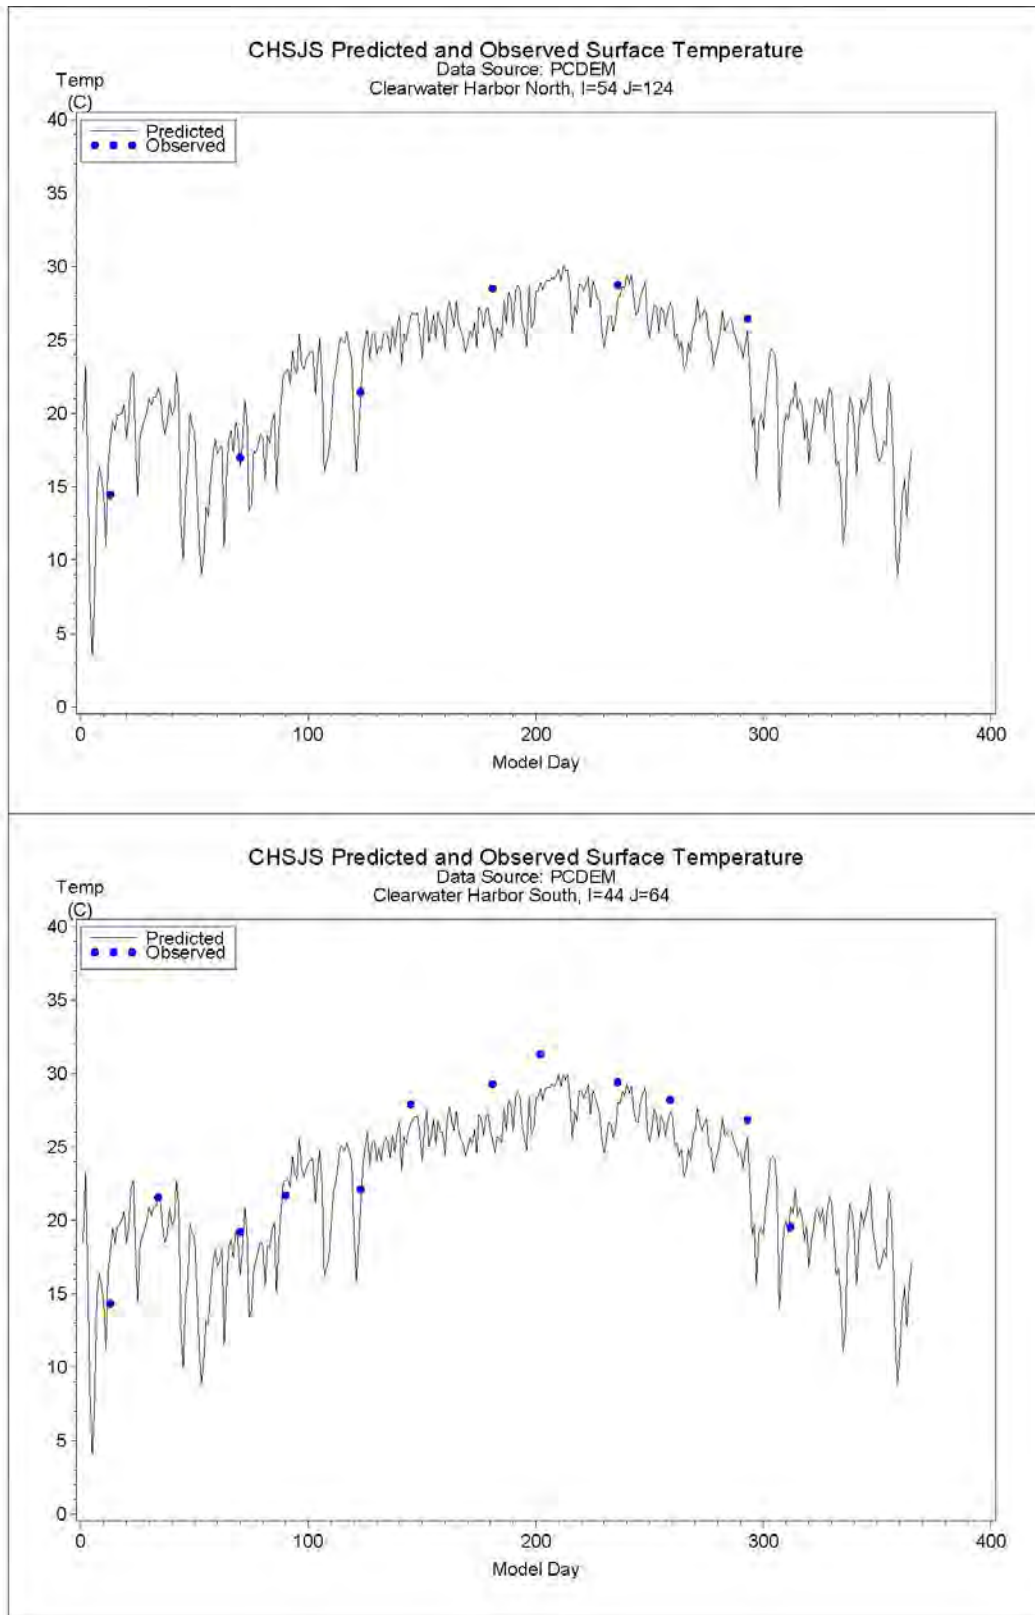 CHSJS Predicted and Observed Surface Temperature
Data Source: PCDEM
Clearwater Harbor North, I=54 J=124
Temp
(C)
Predicted
Observed
40
35
30
25
20
15
10
5
0
0 100 200 300 400
Model Day
CHSJS Predicted and Observed Surface Temperature
Data Source: PCDEM
Clearwater Harbor South, I=44 J=64
Temp
(C)
Predicted
Observed
40
35
30
25
20
15
10
5
0
0 100 200 300 400
Model Day